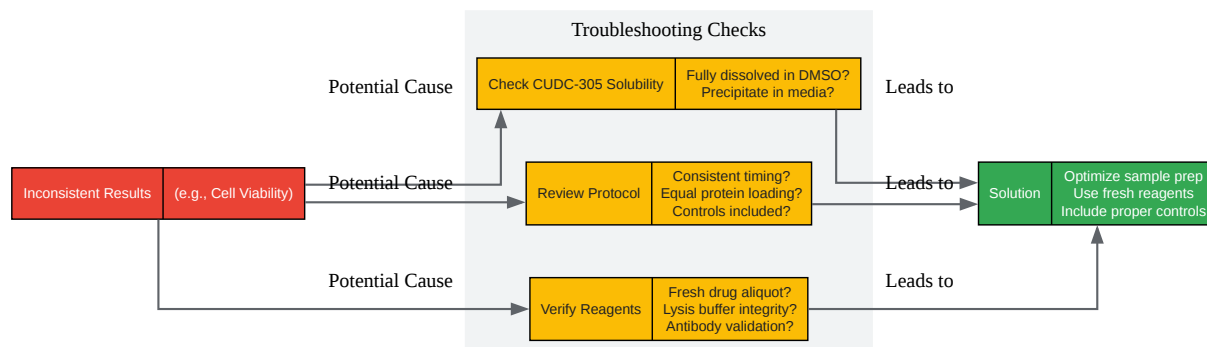 Troubleshooting Checks
Potential Cause
Check CUDC-305 Solubility
Fully dissolved in DMSO?
Precipitate in media?
Leads to
Inconsistent Results
(e.g., Cell Viability)
Potential Cause
Review Protocol
Consistent timing?
Equal protein loading?
Controls included?
Leads to
Solution
Optimize sample prep
Use fresh reagents
Include proper controls
Potential Cause
Verify Reagents
Fresh drug aliquot?
Lysis buffer integrity?
Antibody validation?
Leads to